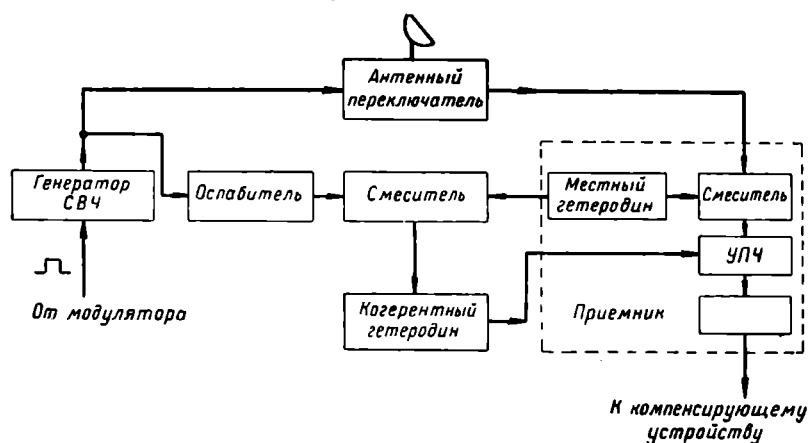 Антенный
переключатель
Генератор
СВЧ
Ослабитель
Смеситель
Местный
гетеродин
Смеситель
УПЧ
От модулятора
Когерентный
гетеродин
Приемник
К компенсирующему
устройству